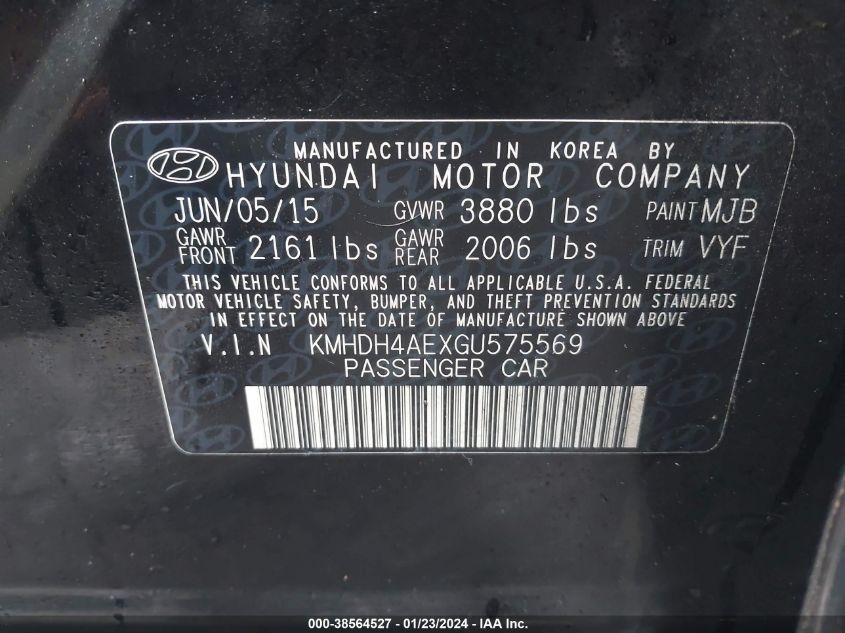 MANUFACTURED IN KOREA BY
HYUNDAI MOTOR COMPANY
JUN/05/15 GVWR 3880 lbs PAINT MJB
GAWR FRONT 2161 lbs GAWR REAR 2006 lbs TRIM VYF
THIS VEHICLE CONFORMS TO ALL APPLICABLE U.S.A. FEDERAL
MOTOR VEHICLE SAFETY, BUMPER, AND THEFT PREVENTION STANDARDS
IN EFFECT ON THE DATE OF MANUFACTURE SHOWN ABOVE
V.I.N KMHDH4AEXGU575569
PASSENGER CAR
000-38564527 - 01/23/2024 - IAA Inc.